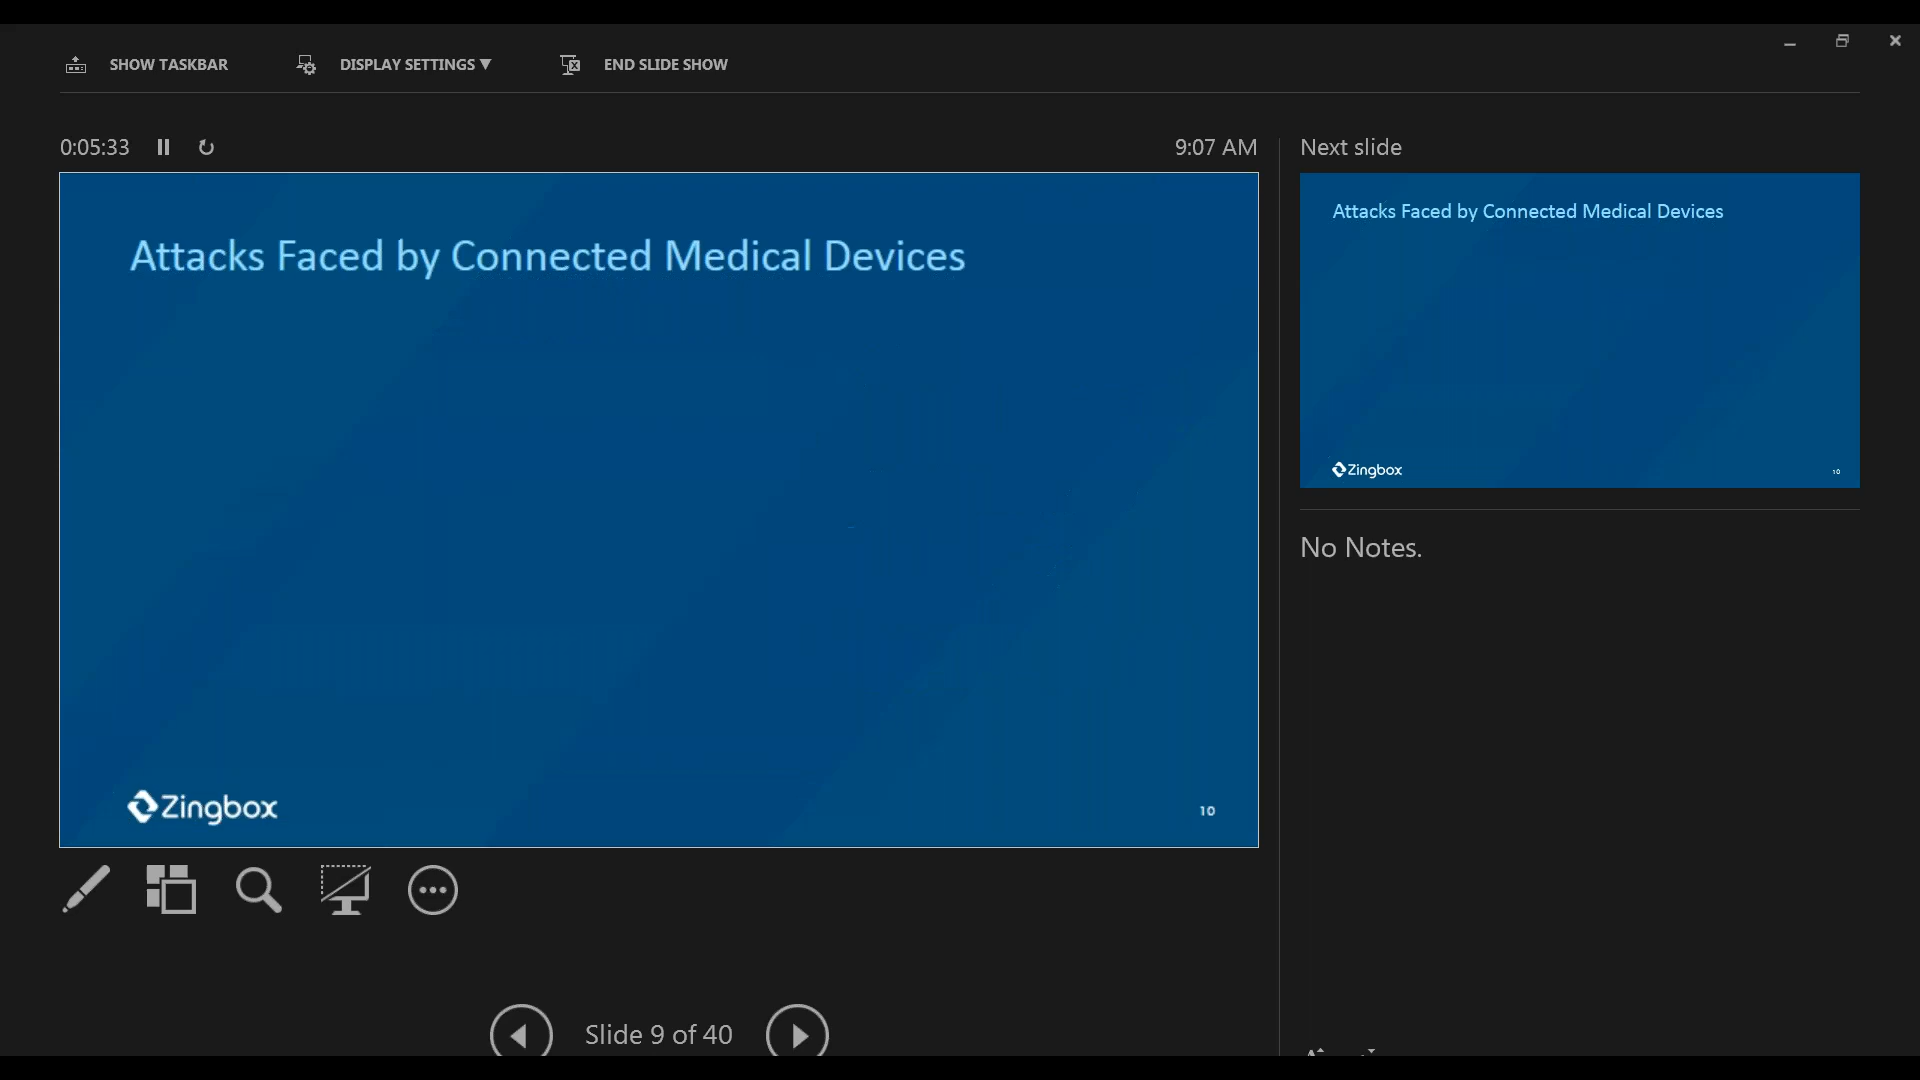 SHOW TASKBAR
DISPLAY SETTINGS ▼
END SLIDE SHOW
0:05:33
9:07 AM
Next slide
Attacks Faced by Connected Medical Devices
Zingbox
10
Attacks Faced by Connected Medical Devices
Zingbox
10
No Notes.
Slide 9 of 40